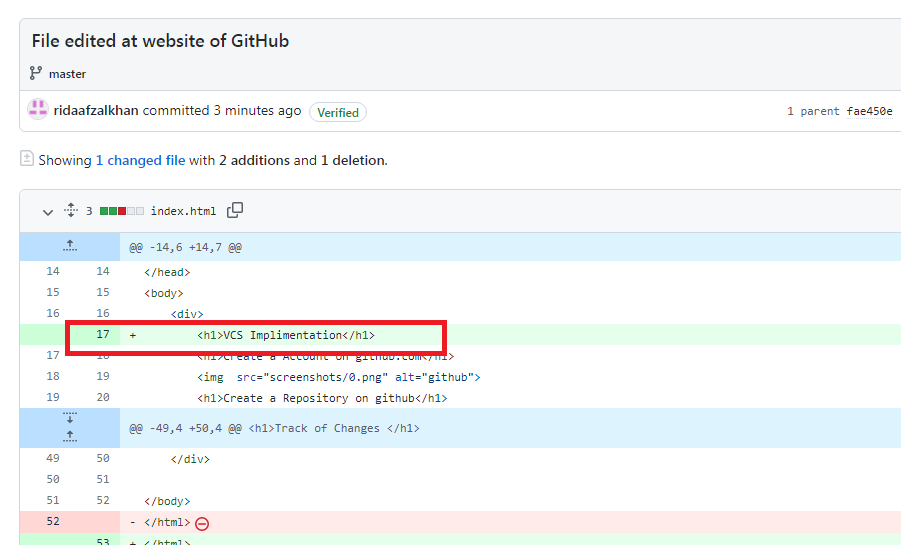 File edited at website of GitHub
master
ridaafzalkhan committed 3 minutes ago Verified 1 parent fae450e
Showing 1 changed file with 2 additions and 1 deletion.
3 index.html
@@ -14,6 +14,7 @@
14 14 </head>
15 15 <body>
16 16 <div>
17 + <h1>VCS Implimentation</h1>
17 18 <h1>Create a Account on github.com</h1>
18 19 <img src="screenshots/0.png" alt="github">
19 20 <h1>Create a Repository on github</h1>
@@ -49,4 +50,4 @@ <h1>Track of Changes </h1>
49 50 </div>
50 51
51 52 </body>
52 - </html>
53 + </html>